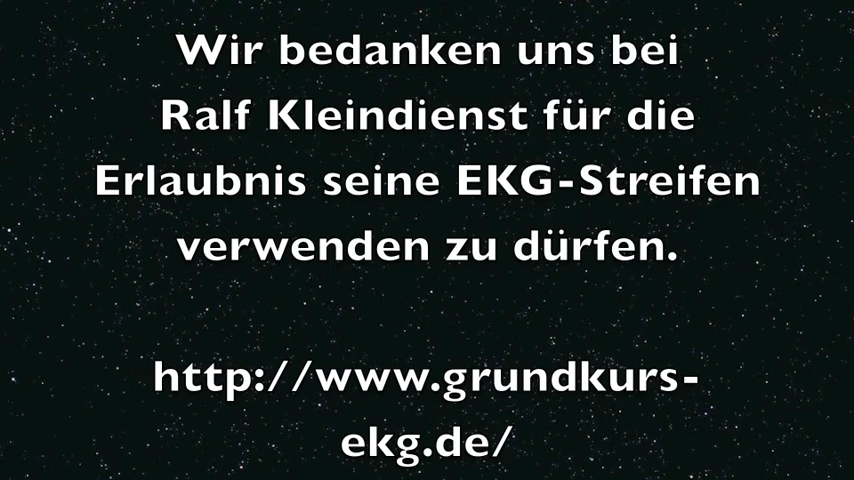 Wir bedanken uns bei
Ralf Kleindienst für die
Erlaubnis seine EKG-Streifen
verwenden zu dürfen.
http://www.grundkurs-
ekg.de/